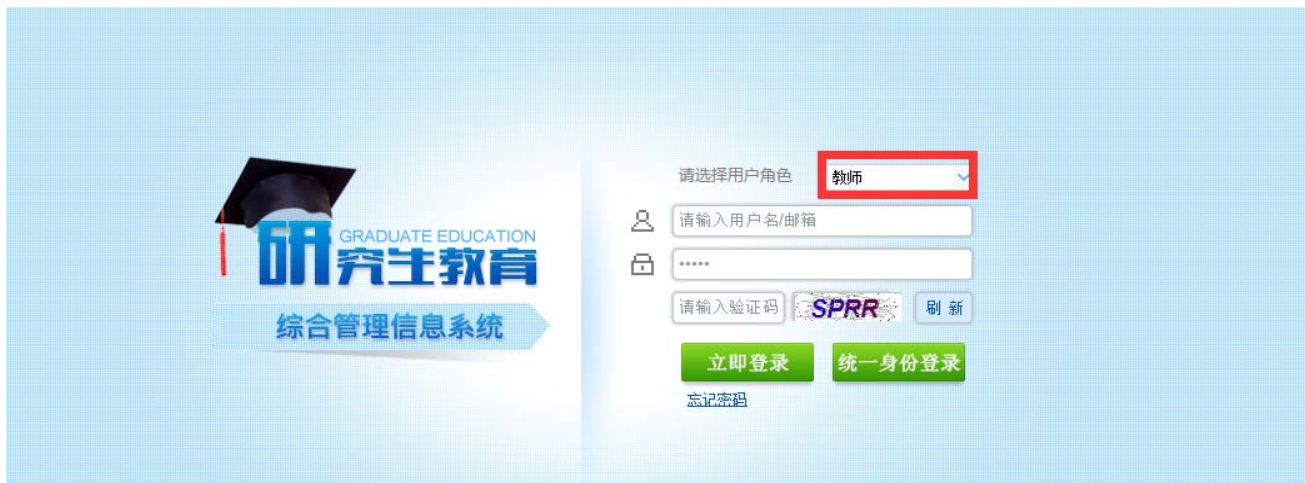 请选择用户角色 教师
请输入用户名/邮箱
•••••
请输入验证码 SPRR 刷 新
立即登录 统一身份登录
忘记密码
GRADUATE EDUCATION
研究生教育
综合管理信息系统